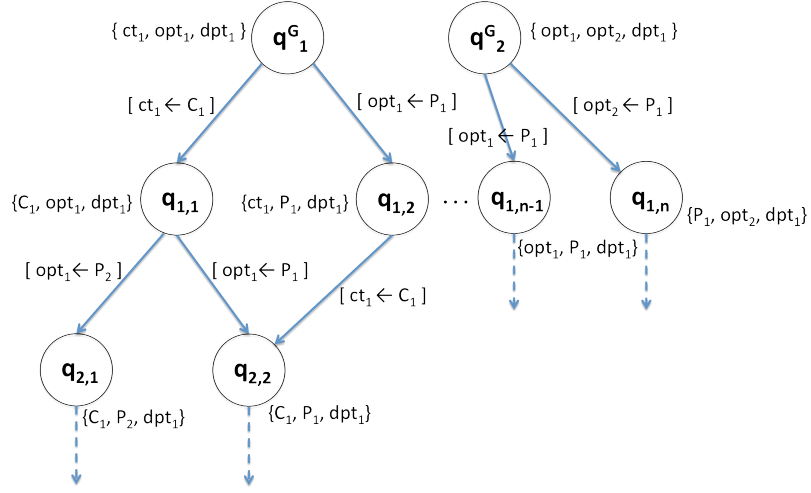 { ct₁, opt₁, dpt₁ } qᴳ₁ qᴳ₂ { opt₁, opt₂, dpt₁ }
[ ct₁ ← C₁ ] [ opt₁ ← P₁ ] [ opt₂ ← P₁ ]
[ opt₁ ← P₁ ]
{C₁, opt₁, dpt₁} q₁,₁ {ct₁, P₁, dpt₁} q₁,₂ ... q₁,ₙ₋₁ q₁,ₙ
{P₁, opt₂, dpt₁}
{opt₁, P₁, dpt₁}
[ opt₁ ← P₂ ] [ opt₁ ← P₁ ]
[ ct₁ ← C₁ ]
q₂,₁ q₂,₂
{C₁, P₂, dpt₁} {C₁, P₁, dpt₁}